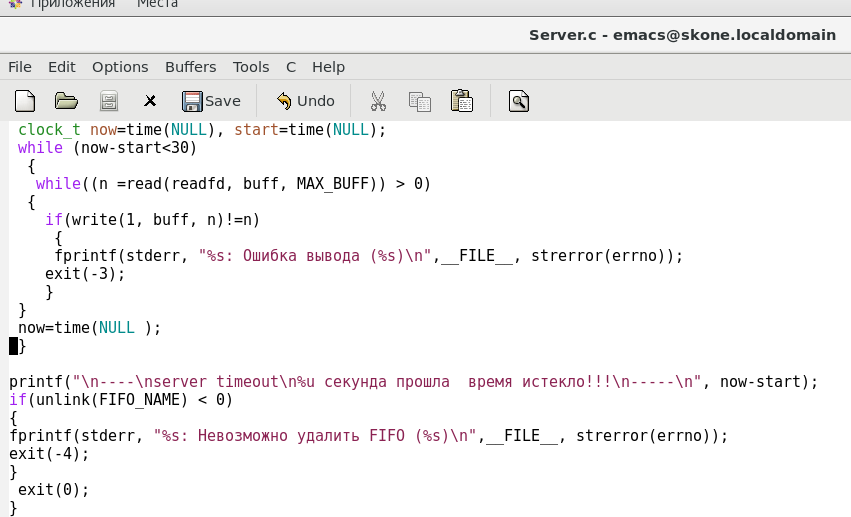 Приложения Места
Server.c - emacs@skone.localdomain
File Edit Options Buffers Tools C Help
Save Undo
clock_t now=time(NULL), start=time(NULL);
while (now-start<30)
{
while((n =read(readfd, buff, MAX_BUFF)) > 0)
{
if(write(1, buff, n)!=n)
{
fprintf(stderr, "%s: Ошибка вывода (%s)\n",__FILE__, strerror(errno));
exit(-3);
}
}
now=time(NULL );
}
printf("\n----\nserver timeout\n%u секунда прошла  время истекло!!!\n-----\n", now-start);
if(unlink(FIFO_NAME) < 0)
{
fprintf(stderr, "%s: Невозможно удалить FIFO (%s)\n",__FILE__, strerror(errno));
exit(-4);
}
exit(0);
}